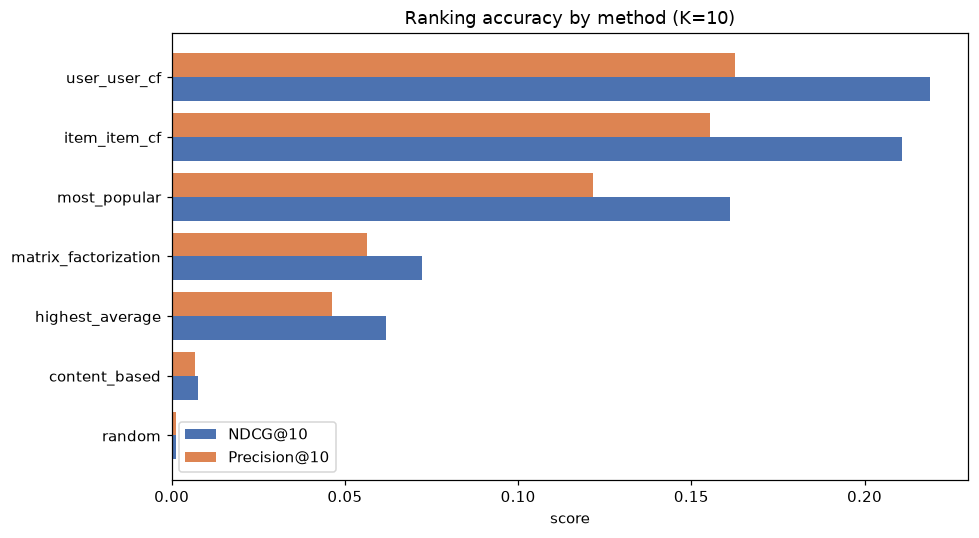 Ranking accuracy by method (K=10)
user_user_cf
item_item_cf
most_popular
matrix_factorization
highest_average
content_based
random
NDCG@10
Precision@10
0.00 0.05 0.10 0.15 0.20
score